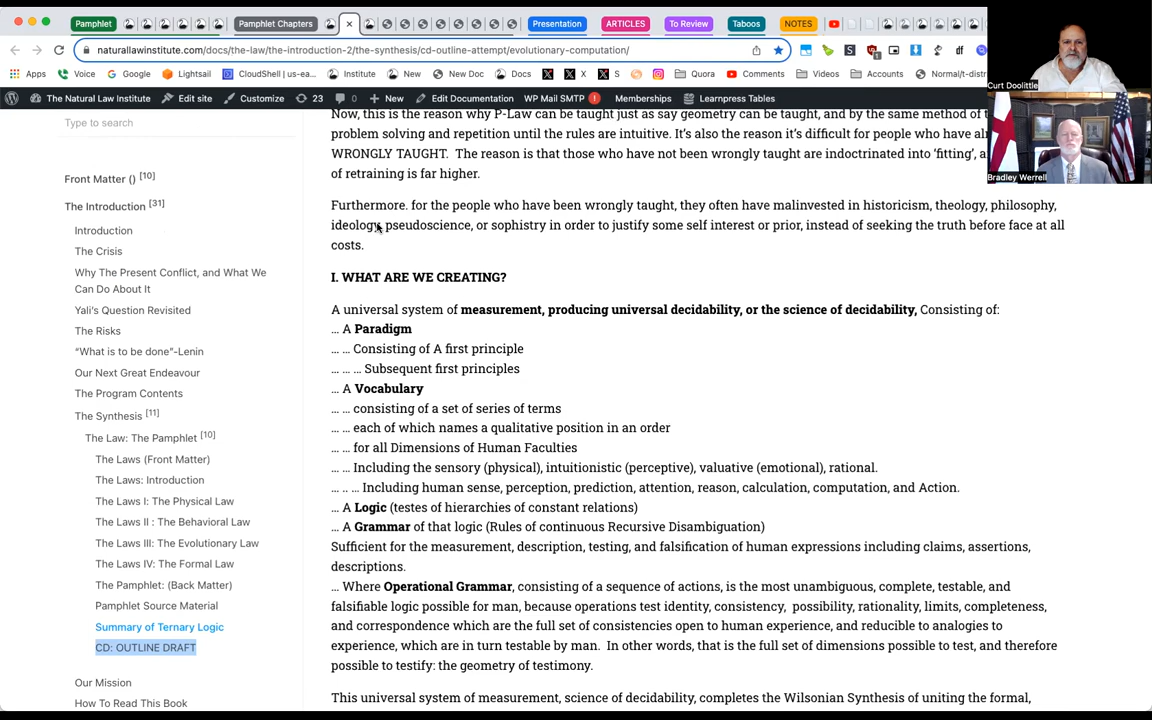 Pamphlet
Pamphlet Chapters
Presentation
ARTICLES
To Review
Taboos
NOTES
naturallawinstitute.com/docs/the-law/the-introduction-2/the-synthesis/cd-outline-attempt/evolutionary-computation/
Apps
Voice
Google
Lightsail
CloudShell | us-ea...
Institute
New
New Doc
Docs
X
S
Quora
Comments
Videos
Accounts
Normal/t-distr
Curt Doolittle
The Natural Law Institute
Edit site
Customize
23
0
New
Edit Documentation
WP Mail SMTP
Memberships
Learnpress Tables
Bradley Werrell
Type to search
Front Matter () [10]
The Introduction [31]
Introduction
The Crisis
Why The Present Conflict, and What We
Can Do About It
Yali's Question Revisited
The Risks
“What is to be done”-Lenin
Our Next Great Endeavour
The Program Contents
The Synthesis [11]
The Law: The Pamphlet [10]
The Laws (Front Matter)
The Laws: Introduction
The Laws I: The Physical Law
The Laws II : The Behavioral Law
The Laws III: The Evolutionary Law
The Laws IV: The Formal Law
The Pamphlet: (Back Matter)
Pamphlet Source Material
Summary of Ternary Logic
CD: OUTLINE DRAFT
Our Mission
How To Read This Book
Now, this is the reason why P-Law can be taught just as say geometry can be taught, and by the same method of
problem solving and repetition until the rules are intuitive. It's also the reason it's difficult for people who have
WRONGLY TAUGHT. The reason is that those who have not been wrongly taught are indoctrinated into 'fitting',
of retraining is far higher.
Furthermore. for the people who have been wrongly taught, they often have malinvested in historicism, theology, philosophy,
ideology, pseudoscience, or sophistry in order to justify some self interest or prior, instead of seeking the truth before face at all
costs.
I. WHAT ARE WE CREATING?
A universal system of measurement, producing universal decidability, or the science of decidability, Consisting of:
… A Paradigm
… … Consisting of A first principle
… … … Subsequent first principles
… A Vocabulary
… … consisting of a set of series of terms
… … each of which names a qualitative position in an order
… … for all Dimensions of Human Faculties
… … Including the sensory (physical), intuitionistic (perceptive), valuative (emotional), rational.
… .. … Including human sense, perception, prediction, attention, reason, calculation, computation, and Action.
… A Logic (testes of hierarchies of constant relations)
… A Grammar of that logic (Rules of continuous Recursive Disambiguation)
Sufficient for the measurement, description, testing, and falsification of human expressions including claims, assertions,
descriptions.
… Where Operational Grammar, consisting of a sequence of actions, is the most unambiguous, complete, testable, and
falsifiable logic possible for man, because operations test identity, consistency, possibility, rationality, limits, completeness,
and correspondence which are the full set of consistencies open to human experience, and reducible to analogies to
experience, which are in turn testable by man. In other words, that is the full set of dimensions possible to test, and therefore
possible to testify: the geometry of testimony.
This universal system of measurement, science of decidability, completes the Wilsonian Synthesis of uniting the formal,